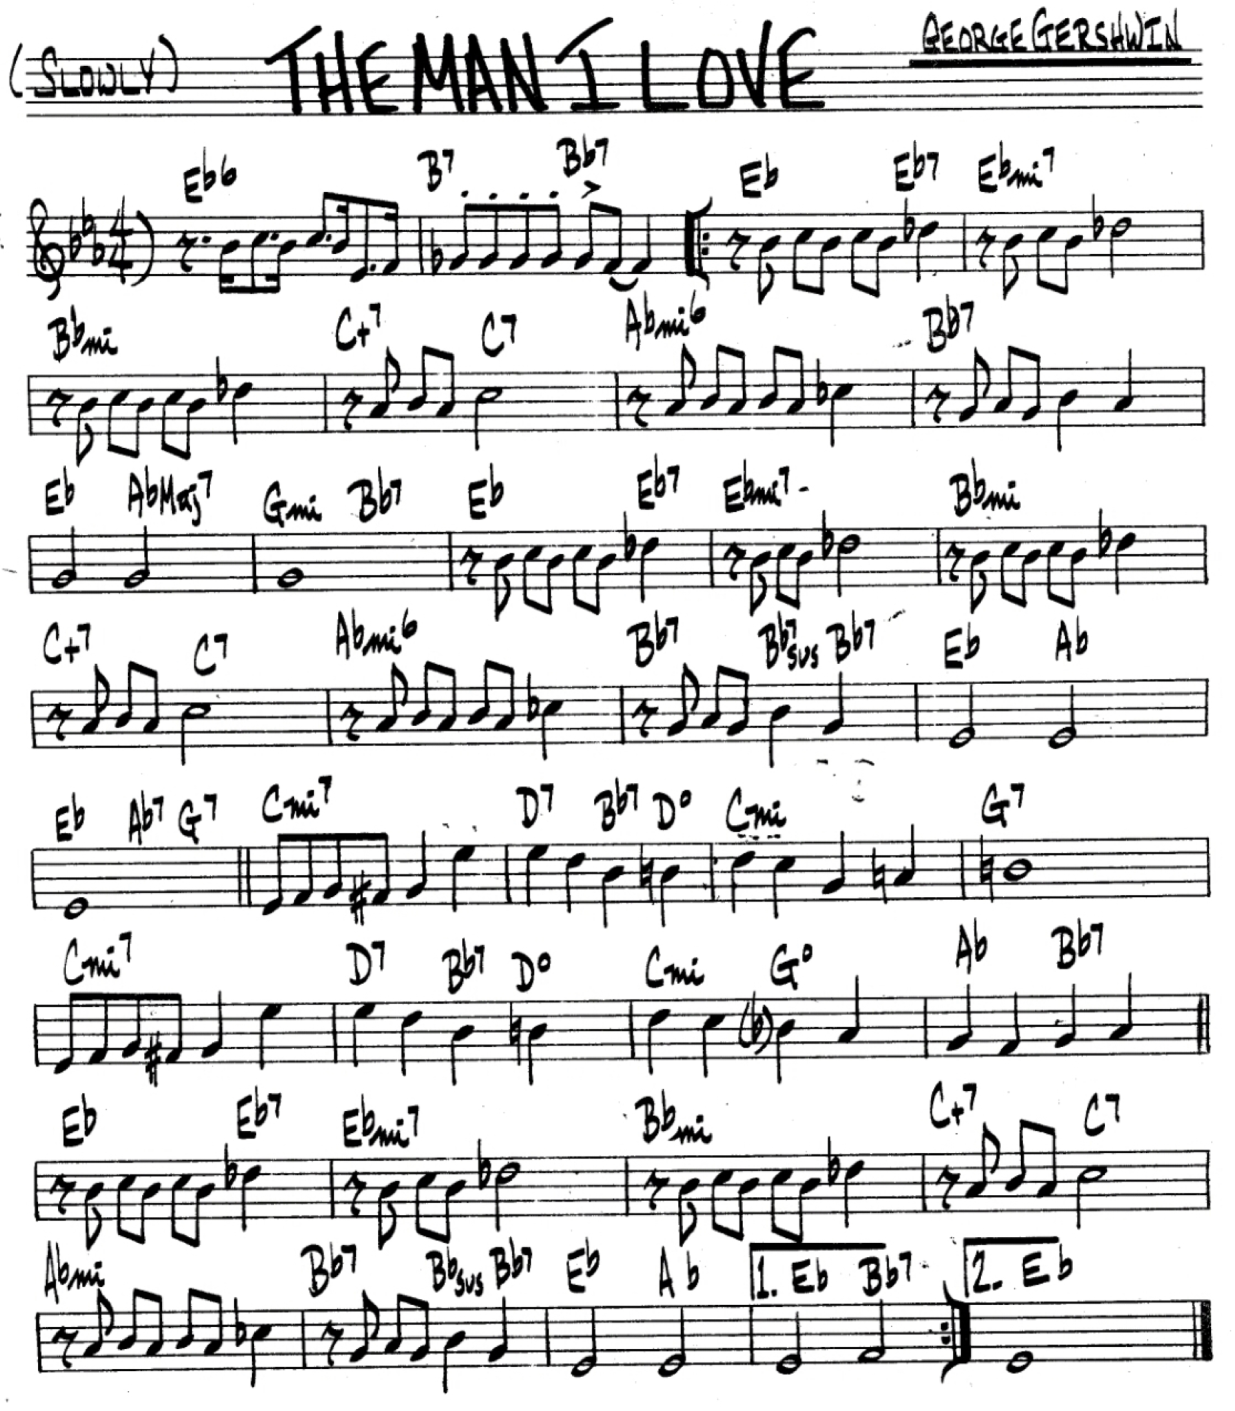 (SLOWLY) THE MAN I LOVE GEORGE GERSHWIN
Eb6 B7 Bb7 Eb Eb7 Ebmi7
4/4
Bbmi C+7 C7 Abmi6 Bb7
Eb AbMaj7 Gmi Bb7 Eb Eb7 Ebmi7 Bbmi
C+7 C7 Abmi6 Bb7 Bb7sus Bb7 Eb Ab
Eb Ab7 G7 Cmi7 D7 Bb7 D° Cmi G7
Cmi7 D7 Bb7 D° Cmi G° Ab Bb7
Eb Eb7 Ebmi7 Bbmi C+7 C7
Abmi Bb7 Bbsus Bb7 Eb Ab 1. Eb Bb7 2. Eb